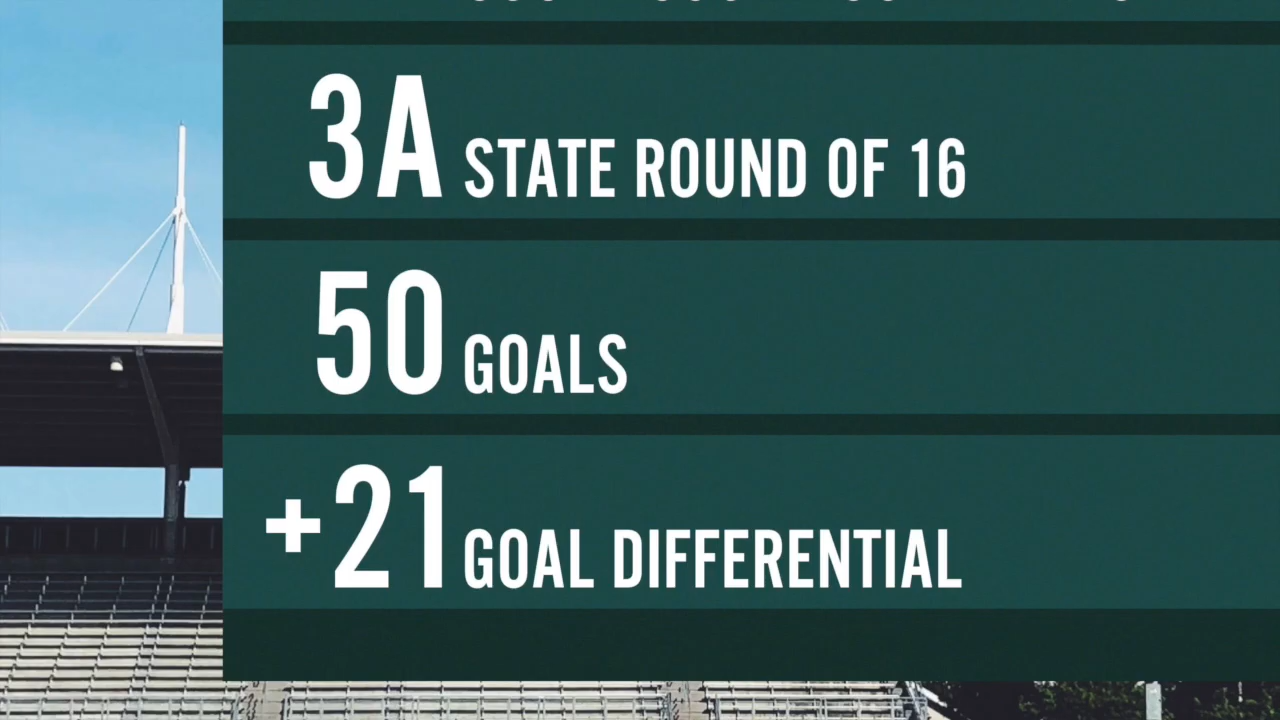 3A STATE ROUND OF 16
50 GOALS
+21 GOAL DIFFERENTIAL